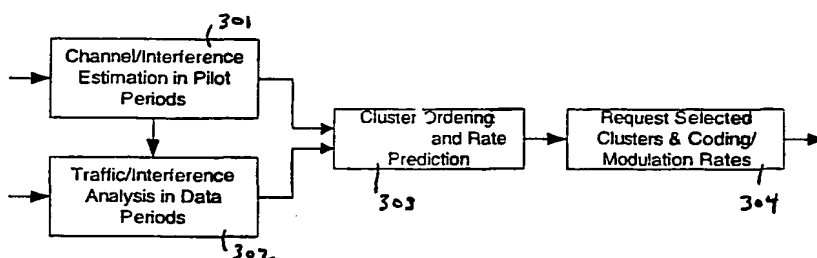 301
Channel/Interference
Estimation in Pilot
Periods
Traffic/Interference
Analysis in Data
Periods
302
Cluster Ordering
and Rate
Prediction
303
Request Selected
Clusters & Coding/
Modulation Rates
304